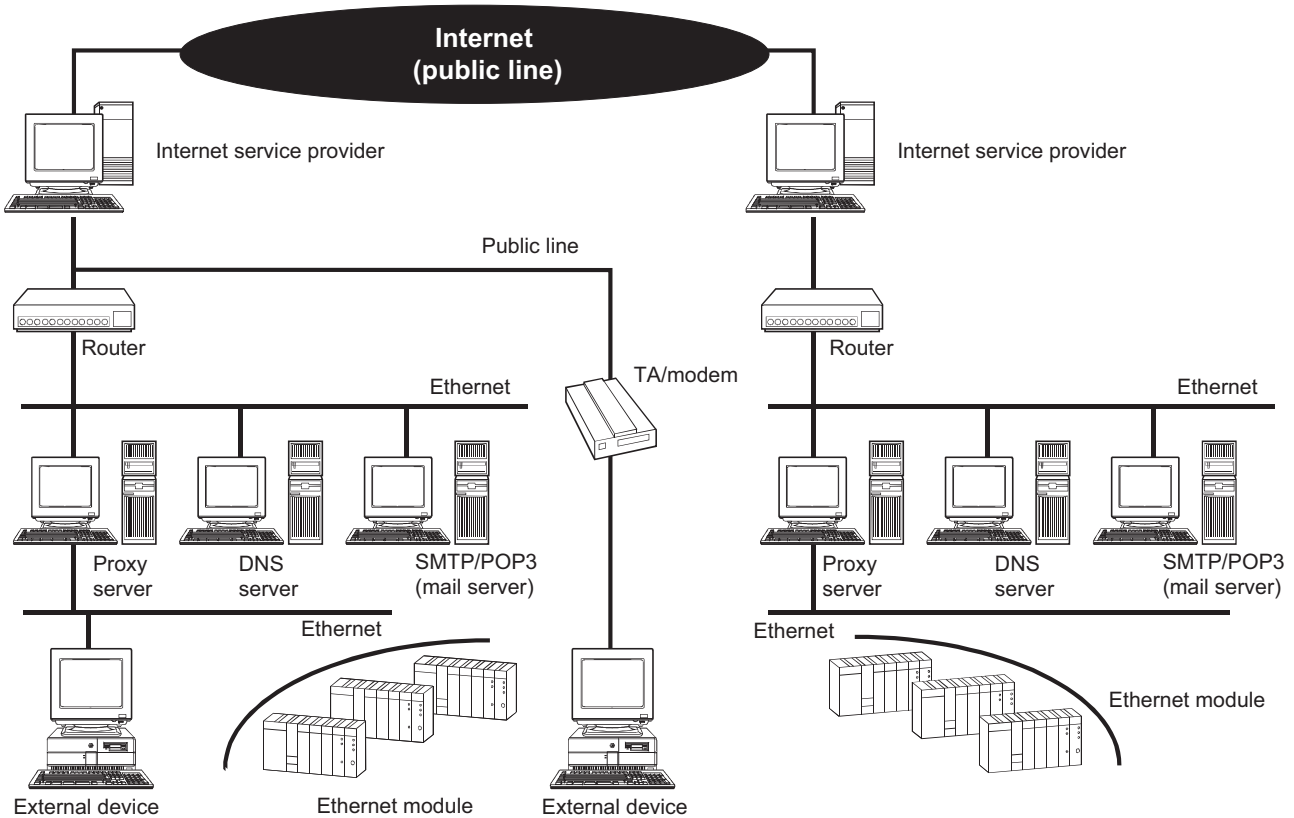 Internet
(public line)
Internet service provider
Internet service provider
Public line
Router
Router
TA/modem
Ethernet
Ethernet
Proxy
server
DNS
server
SMTP/POP3
(mail server)
Proxy
server
DNS
server
SMTP/POP3
(mail server)
Ethernet
Ethernet
Ethernet module
External device
Ethernet module
External device